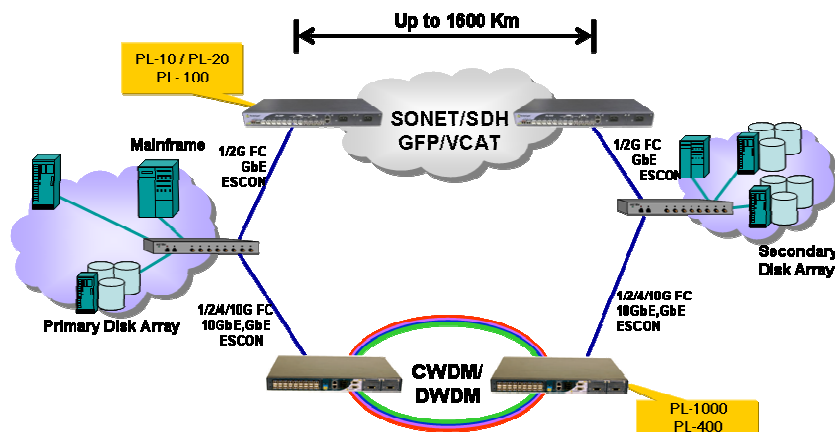 Up to 1600 Km
PL-10 / PL-20
PL-100
SONET/SDH
GFP/VCAT
Mainframe
1/2G FC
GbE
ESCON
1/2G FC
GbE
ESCON
Secondary
Disk Array
Primary Disk Array
1/2/4/10G FC
10GbE,GbE
ESCON
1/2/4/10G FC
10GbE,GbE
ESCON
CWDM/
DWDM
PL-1000
PL-400